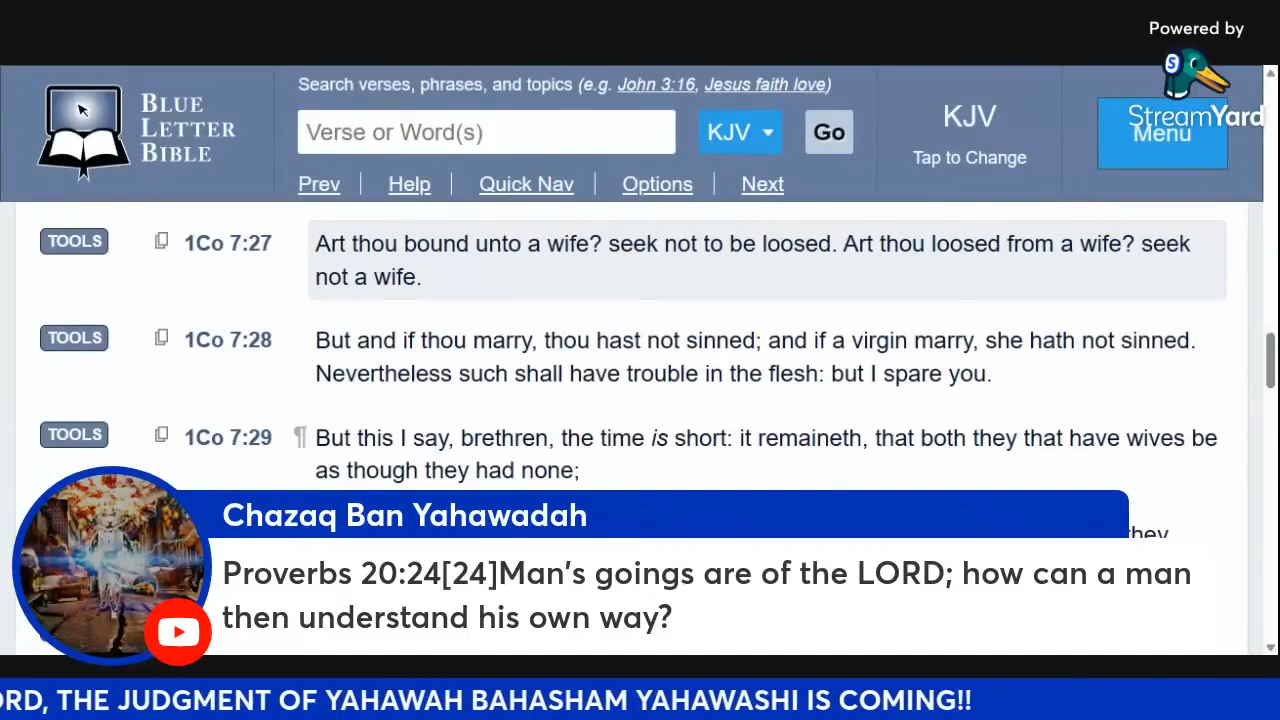 Powered by
StreamYard
BLUE
LETTER
BIBLE
Search verses, phrases, and topics (e.g. John 3:16, Jesus faith love)
Verse or Word(s)
KJV
Go
KJV
Tap to Change
Menu
Prev
Help
Quick Nav
Options
Next
TOOLS
1Co 7:27
Art thou bound unto a wife? seek not to be loosed. Art thou loosed from a wife? seek
not a wife.
TOOLS
1Co 7:28
But and if thou marry, thou hast not sinned; and if a virgin marry, she hath not sinned.
Nevertheless such shall have trouble in the flesh: but I spare you.
TOOLS
1Co 7:29
¶ But this I say, brethren, the time is short: it remaineth, that both they that have wives be
as though they had none;
they
Chazaq Ban Yahawadah
Proverbs 20:24[24]Man's goings are of the LORD; how can a man
then understand his own way?
ORD, THE JUDGMENT OF YAHAWAH BAHASHAM YAHAWASHI IS COMING!!